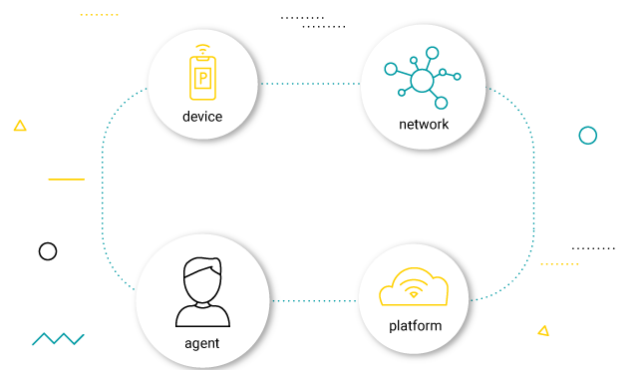 P
device
network
agent
platform